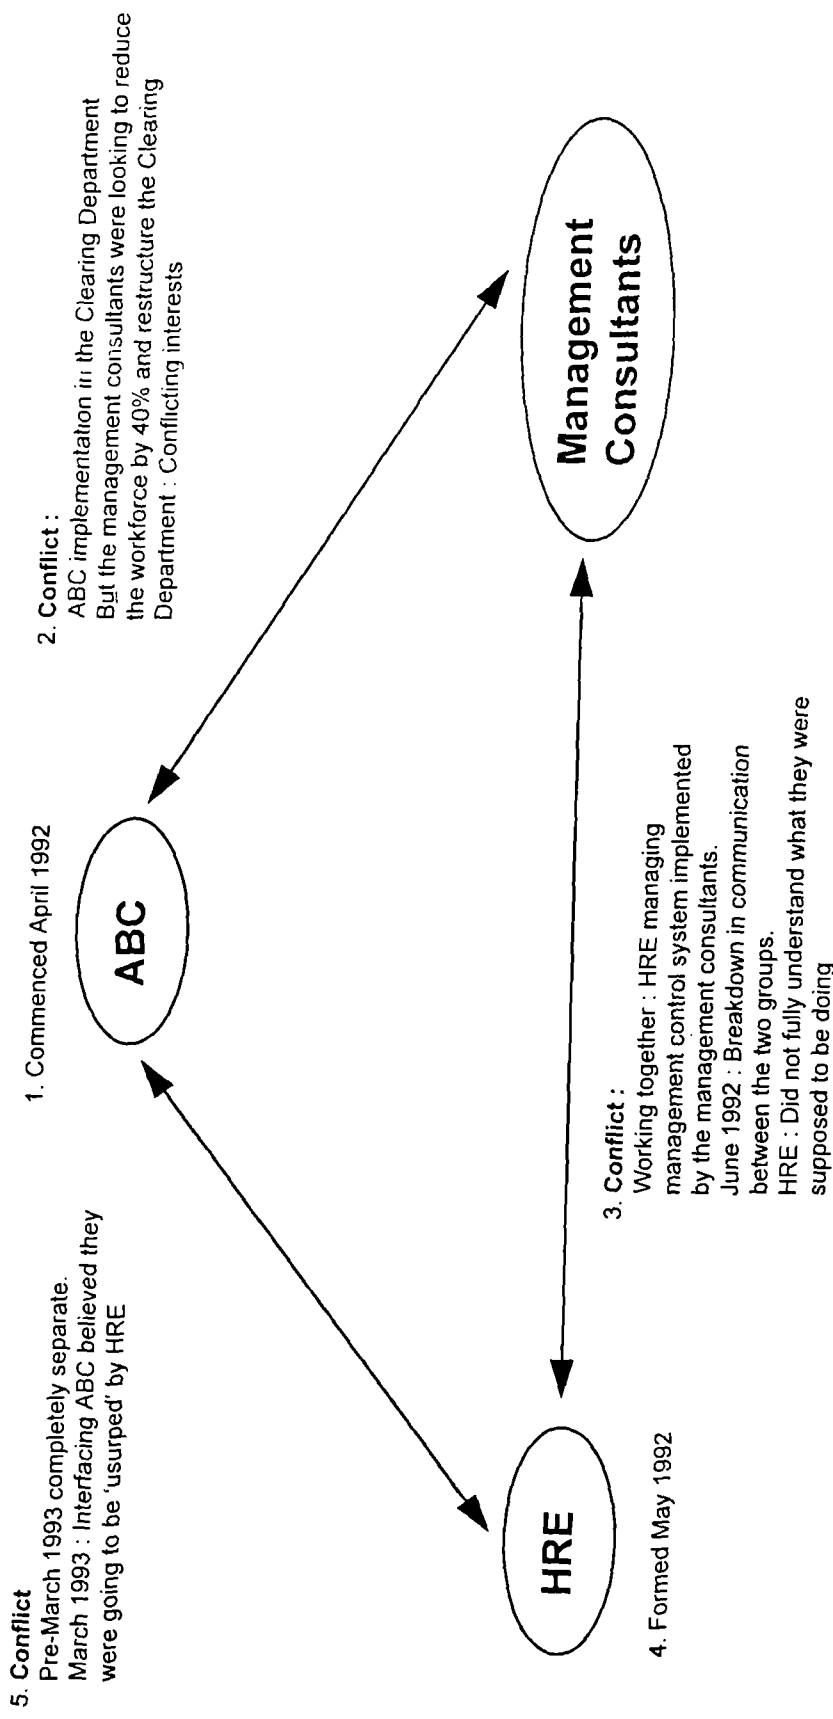 5. Conflict
Pre-March 1993 completely separate.
March 1993 : Interfacing ABC believed they
were going to be 'usurped' by HRE
1. Commenced April 1992
ABC
2. Conflict :
ABC implementation in the Clearing Department
But the management consultants were looking to reduce
the workforce by 40% and restructure the Clearing
Department : Conflicting interests
HRE
4. Formed May 1992
3. Conflict :
Working together : HRE managing
management control system implemented
by the management consultants.
June 1992 : Breakdown in communication
between the two groups.
HRE : Did not fully understand what they were
supposed to be doing
Management
Consultants